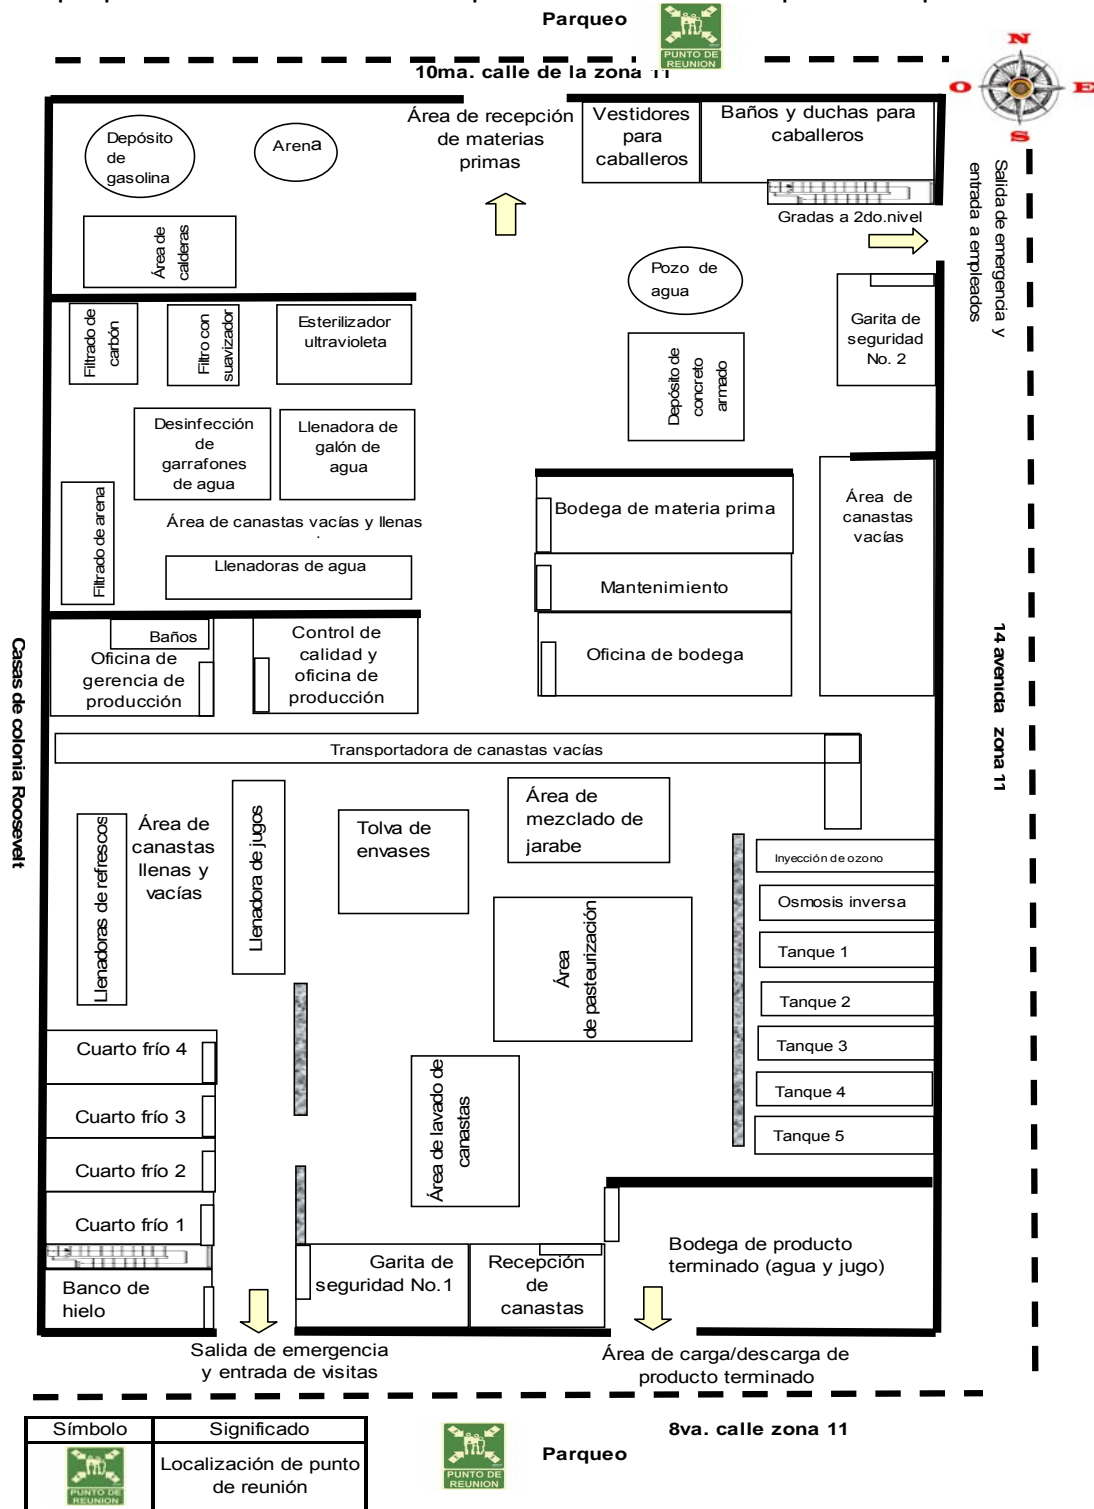 Parqueo
PUNTO DE
REUNION
10ma. calle de la zona 11
N
O
E
S
Depósito
de
gasolina
Arena
Área de recepción
de materias
primas
Vestidores
para
caballeros
Baños y duchas para
caballeros
Gradas a 2do.nivel
Salida de emergencia y
entrada a empleados
Área de
calderas
Pozo de
agua
Filtrado de
carbón
Filtro con
suavizador
Esterilizador
ultravioleta
Garita de
seguridad
No. 2
Depósito de
concreto
armado
Desinfección
de
garrafones
de agua
Llenadora de
galón de
agua
Filtrado de arena
Área de canastas vacías y llenas
Llenadoras de agua
Bodega de materia prima
Área de
canastas
vacías
Mantenimiento
Oficina de bodega
Baños
Oficina de
gerencia de
producción
Control de
calidad y
oficina de
producción
Casas de colonia Roosevelt
14 avenida zona 11
Transportadora de canastas vacías
Llenadoras de refrescos
Área de
canastas
llenas y
vacías
Llenadora de jugos
Tolva de
envases
Área de
mezclado de
jarabe
Inyección de ozono
Osmosis inversa
Tanque 1
Tanque 2
Tanque 3
Tanque 4
Tanque 5
Área
de pasteurización
Cuarto frío 4
Cuarto frío 3
Cuarto frío 2
Cuarto frío 1
Área de lavado de
canastas
Banco de
hielo
Garita de
seguridad No.1
Recepción
de
canastas
Bodega de producto
terminado (agua y jugo)
Salida de emergencia
y entrada de visitas
Área de carga/descarga de
producto terminado
8va. calle zona 11
Símbolo
Significado
PUNTO DE
REUNION
Localización de punto
de reunión
PUNTO DE
REUNION
Parqueo